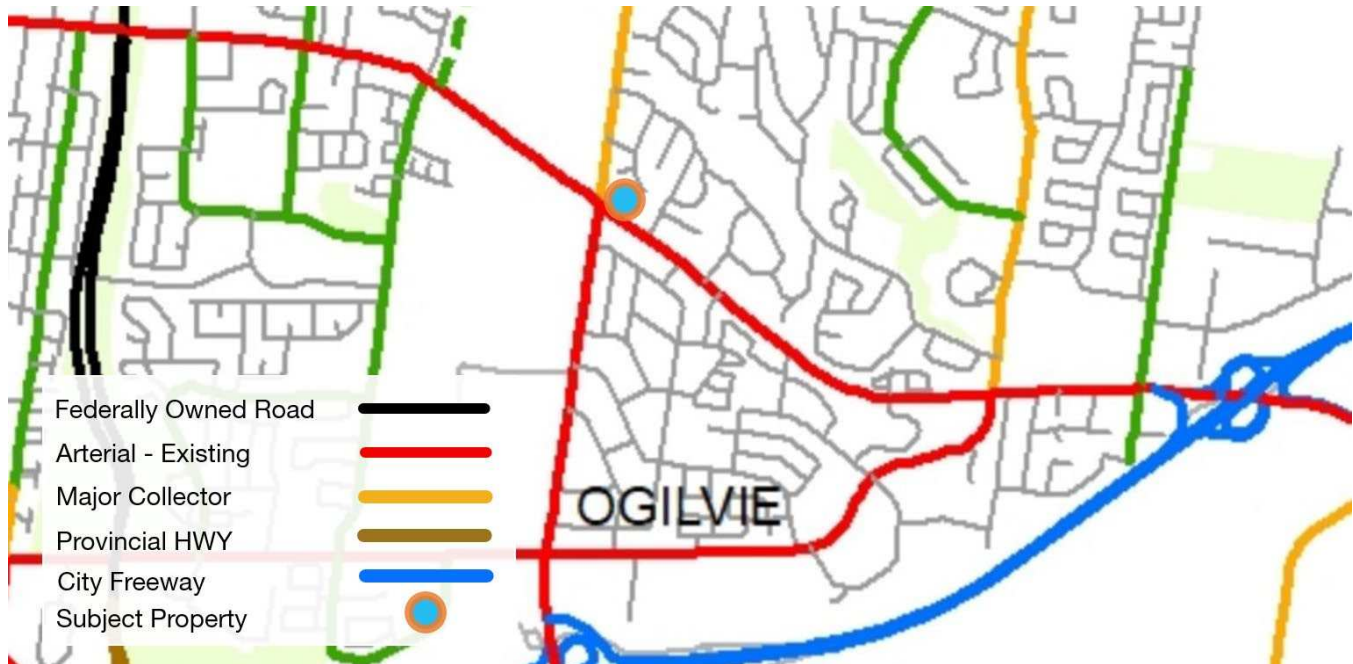 Federally Owned Road
Arterial - Existing
Major Collector
Provincial HWY
City Freeway
Subject Property
OGILVIE